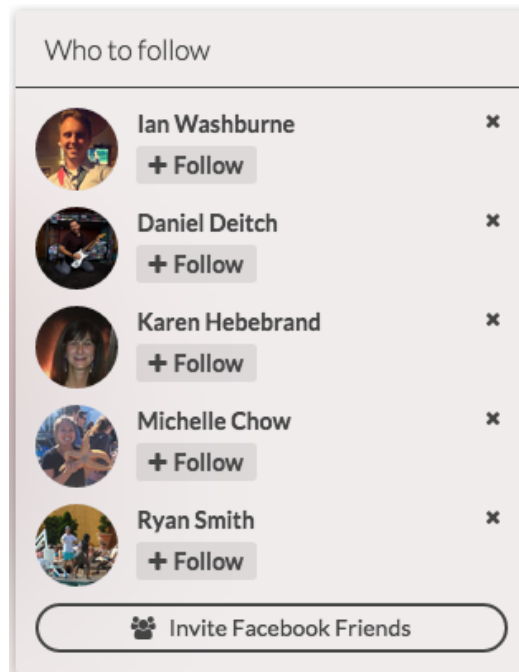 Who to follow
Ian Washburne
+ Follow
Daniel Deitch
+ Follow
Karen Hebebrand
+ Follow
Michelle Chow
+ Follow
Ryan Smith
+ Follow
Invite Facebook Friends